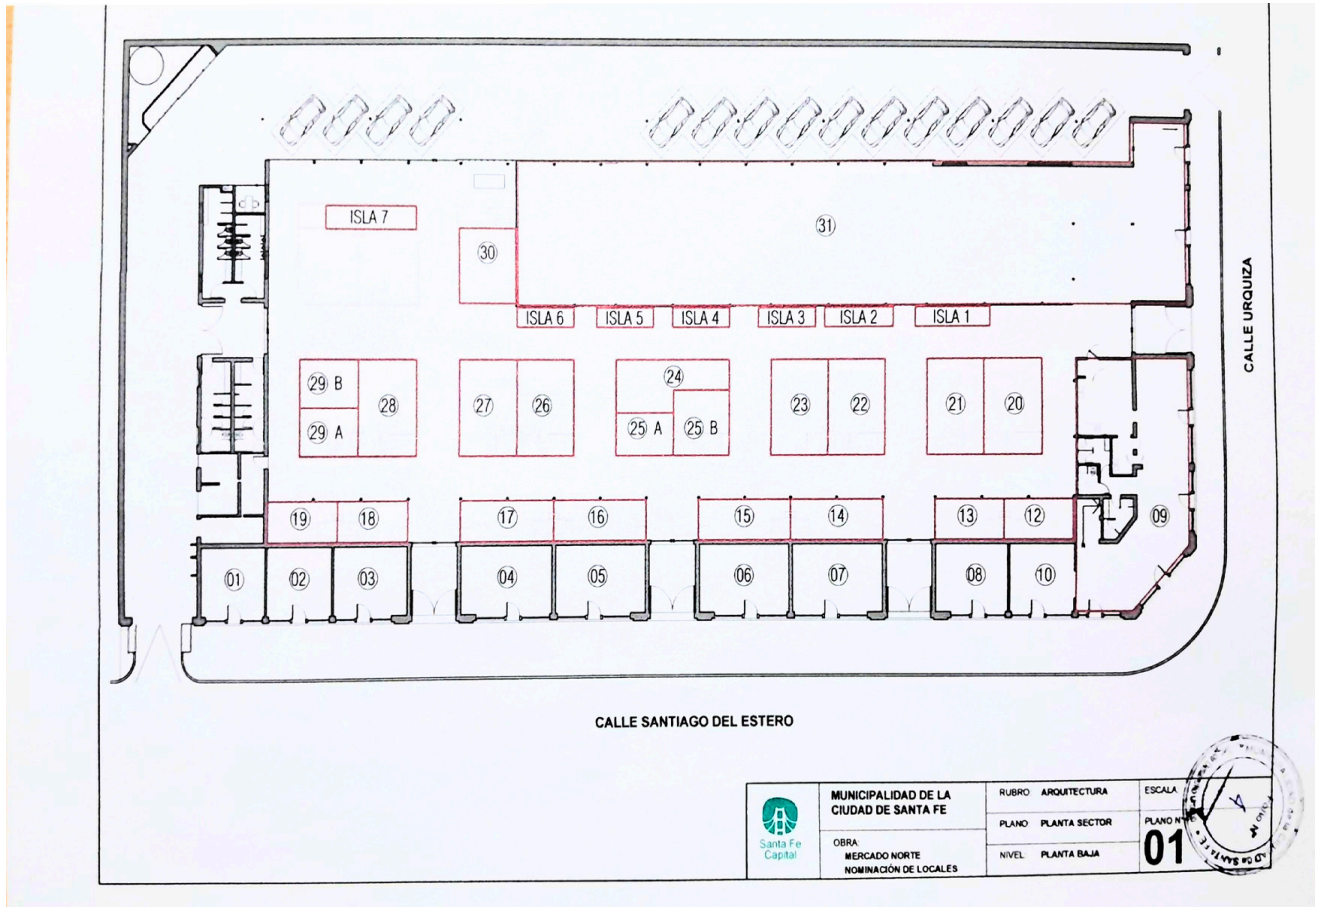 ISLA 7
31
30
ISLA 6
ISLA 5
ISLA 4
ISLA 3
ISLA 2
ISLA 1
CALLE URQUIZA
29 B
28
27
26
24
23
22
21
20
29 A
25 A
25 B
19
18
17
16
15
14
13
12
09
01
02
03
04
05
06
07
08
10
CALLE SANTIAGO DEL ESTERO
Santa Fe
Capital
MUNICIPALIDAD DE LA
CIUDAD DE SANTA FE
OBRA:
MERCADO NORTE
NOMINACIÓN DE LOCALES
RUBRO ARQUITECTURA
PLANO PLANTA SECTOR
NIVEL PLANTA BAJA
ESCALA
PLANO N°
01
4